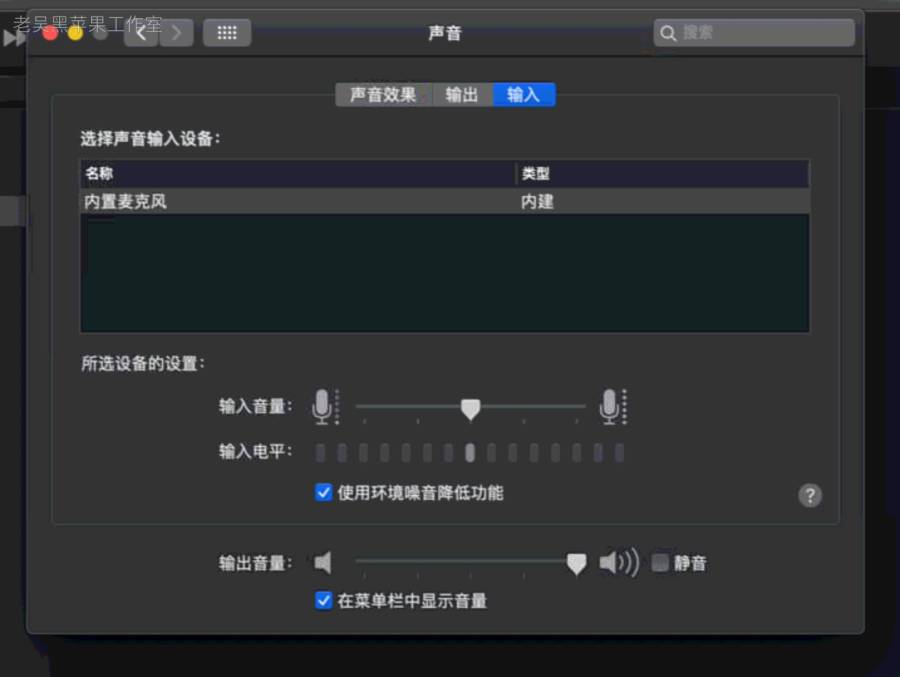 老吴黑苹果工作室
声音
搜索
声音效果 输出 输入
选择声音输入设备：
名称 类型
内置麦克风 内建
所选设备的设置：
输入音量：
输入电平：
使用环境噪音降低功能
?
输出音量： 静音
在菜单栏中显示音量